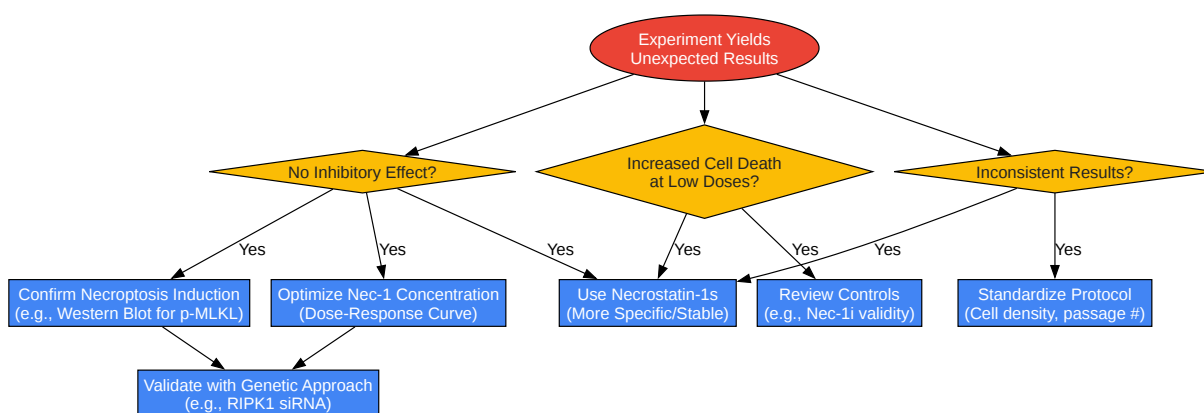 Experiment Yields
Unexpected Results
No Inhibitory Effect?
Increased Cell Death
at Low Doses?
Inconsistent Results?
Yes
Yes
Yes
Yes
Yes
Yes
Yes
Confirm Necroptosis Induction
(e.g., Western Blot for p-MLKL)
Optimize Nec-1 Concentration
(Dose-Response Curve)
Use Necrostatin-1s
(More Specific/Stable)
Review Controls
(e.g., Nec-1i validity)
Standardize Protocol
(Cell density, passage #)
Validate with Genetic Approach
(e.g., RIPK1 siRNA)